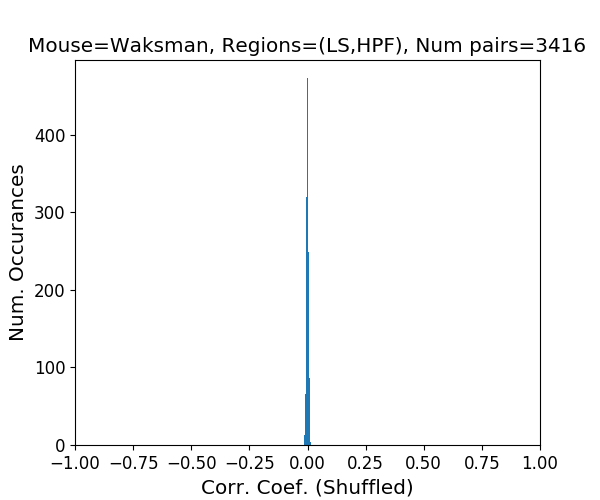 Mouse=Waksman, Regions=(LS,HPF), Num pairs=3416
Num. Occurances
400
300
200
100
0
−1.00 −0.75 −0.50 −0.25 0.00 0.25 0.50 0.75 1.00
Corr. Coef. (Shuffled)